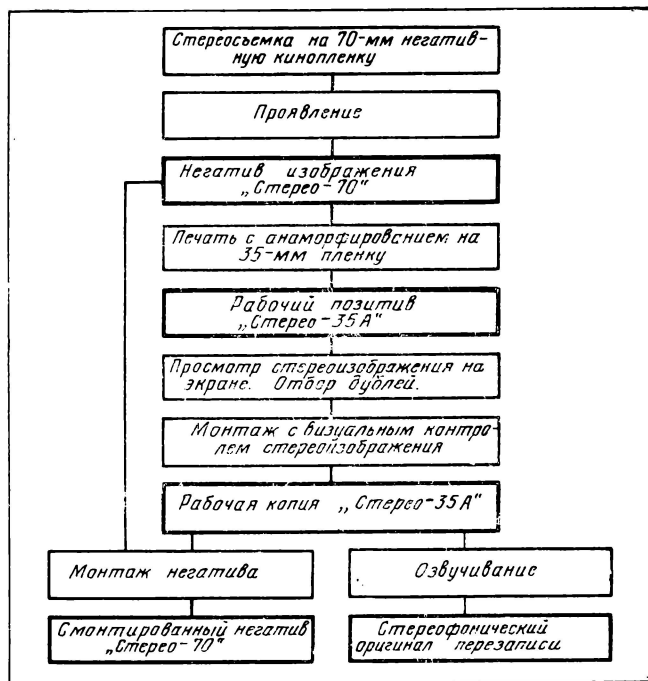 Стереосъемка на 70-мм негатив-
ную кинопленку
Проявление
Негатив изображения
„Стерео-70"
Печать с анаморфированием на
35-мм пленку
Рабочий позитив
„Стерео-35А"
Просмотр стереоизображения на
экране. Отбор дублей.
Монтаж с визуальным контро-
лем стереоизображения
Рабочая копия „Стерео-35А"
Монтаж негатива
Озвучивание
Смонтированный негатив
„Стерео-70"
Стереофонический
оригинал перезаписи